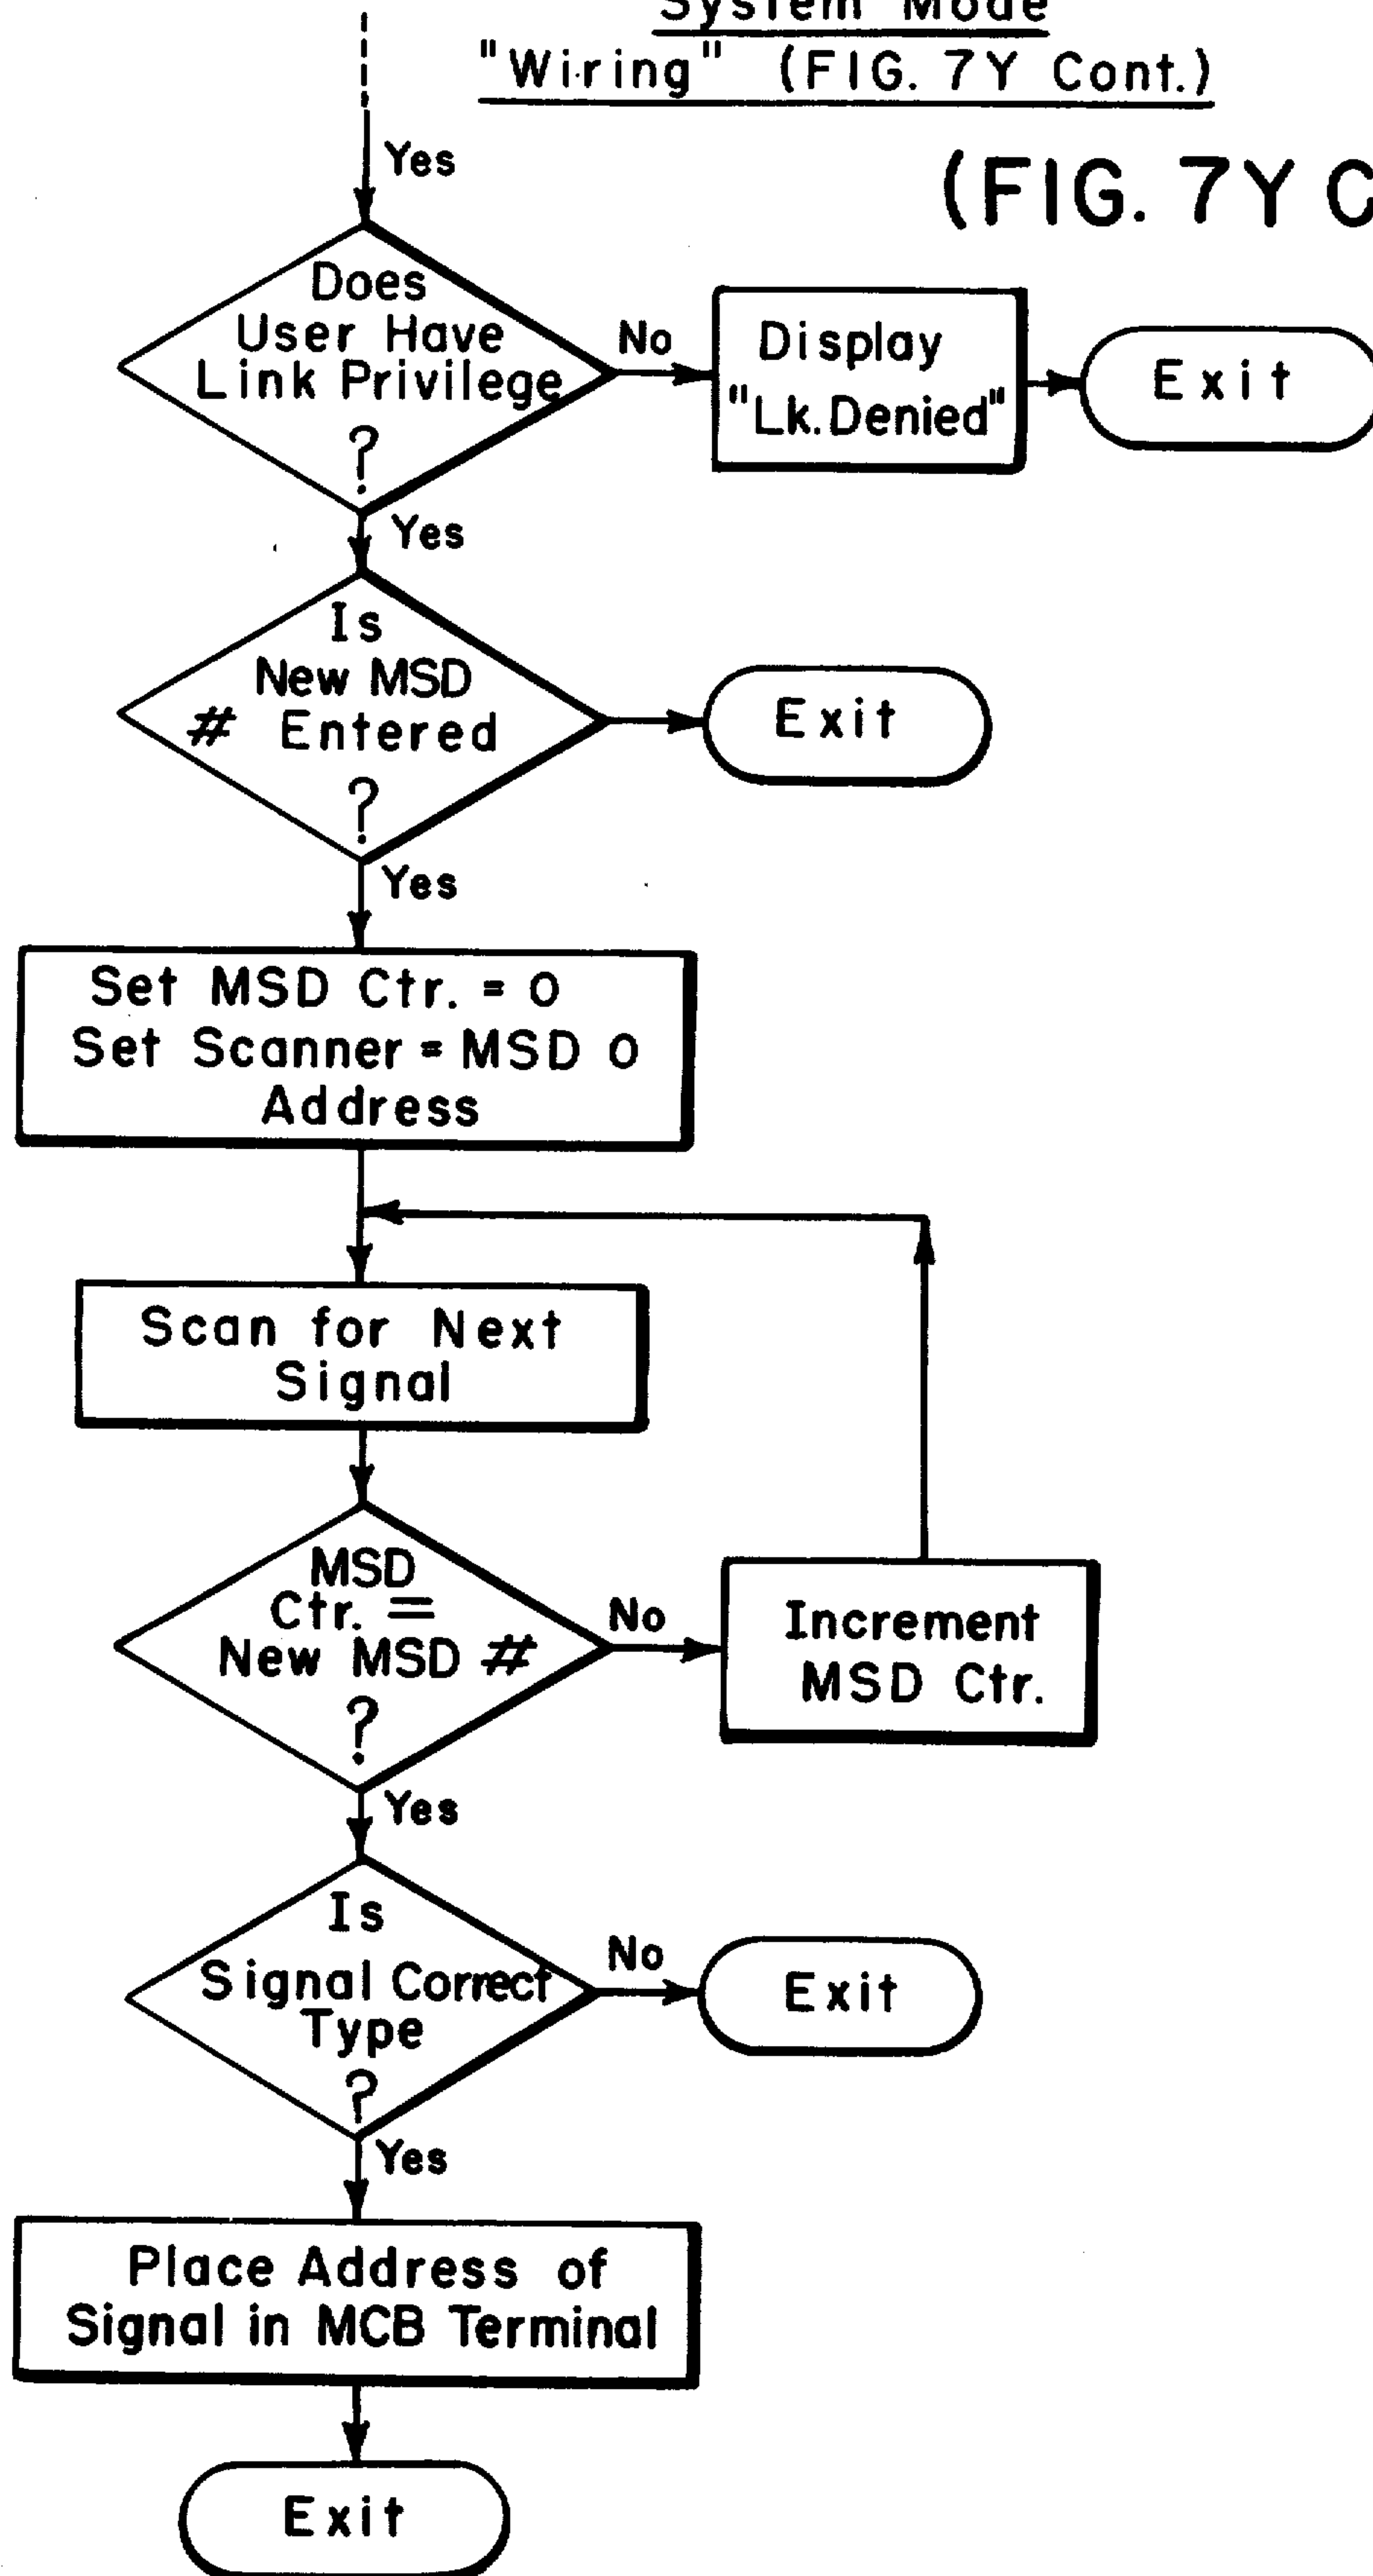 System Mode
"Wiring" (FIG. 7Y Cont.)
(FIG. 7Y C
Yes
Does
User Have
Link Privilege
?
No
Display
"Lk. Denied"
Exit
Yes
Is
New MSD
# Entered
?
Exit
Yes
Set MSD Ctr. = 0
Set Scanner = MSD 0
Address
Scan for Next
Signal
MSD
Ctr. =
New MSD #
?
No
Increment
MSD Ctr.
Yes
Is
Signal Correct
Type
?
No
Exit
Yes
Place Address of
Signal in MCB Terminal
Exit